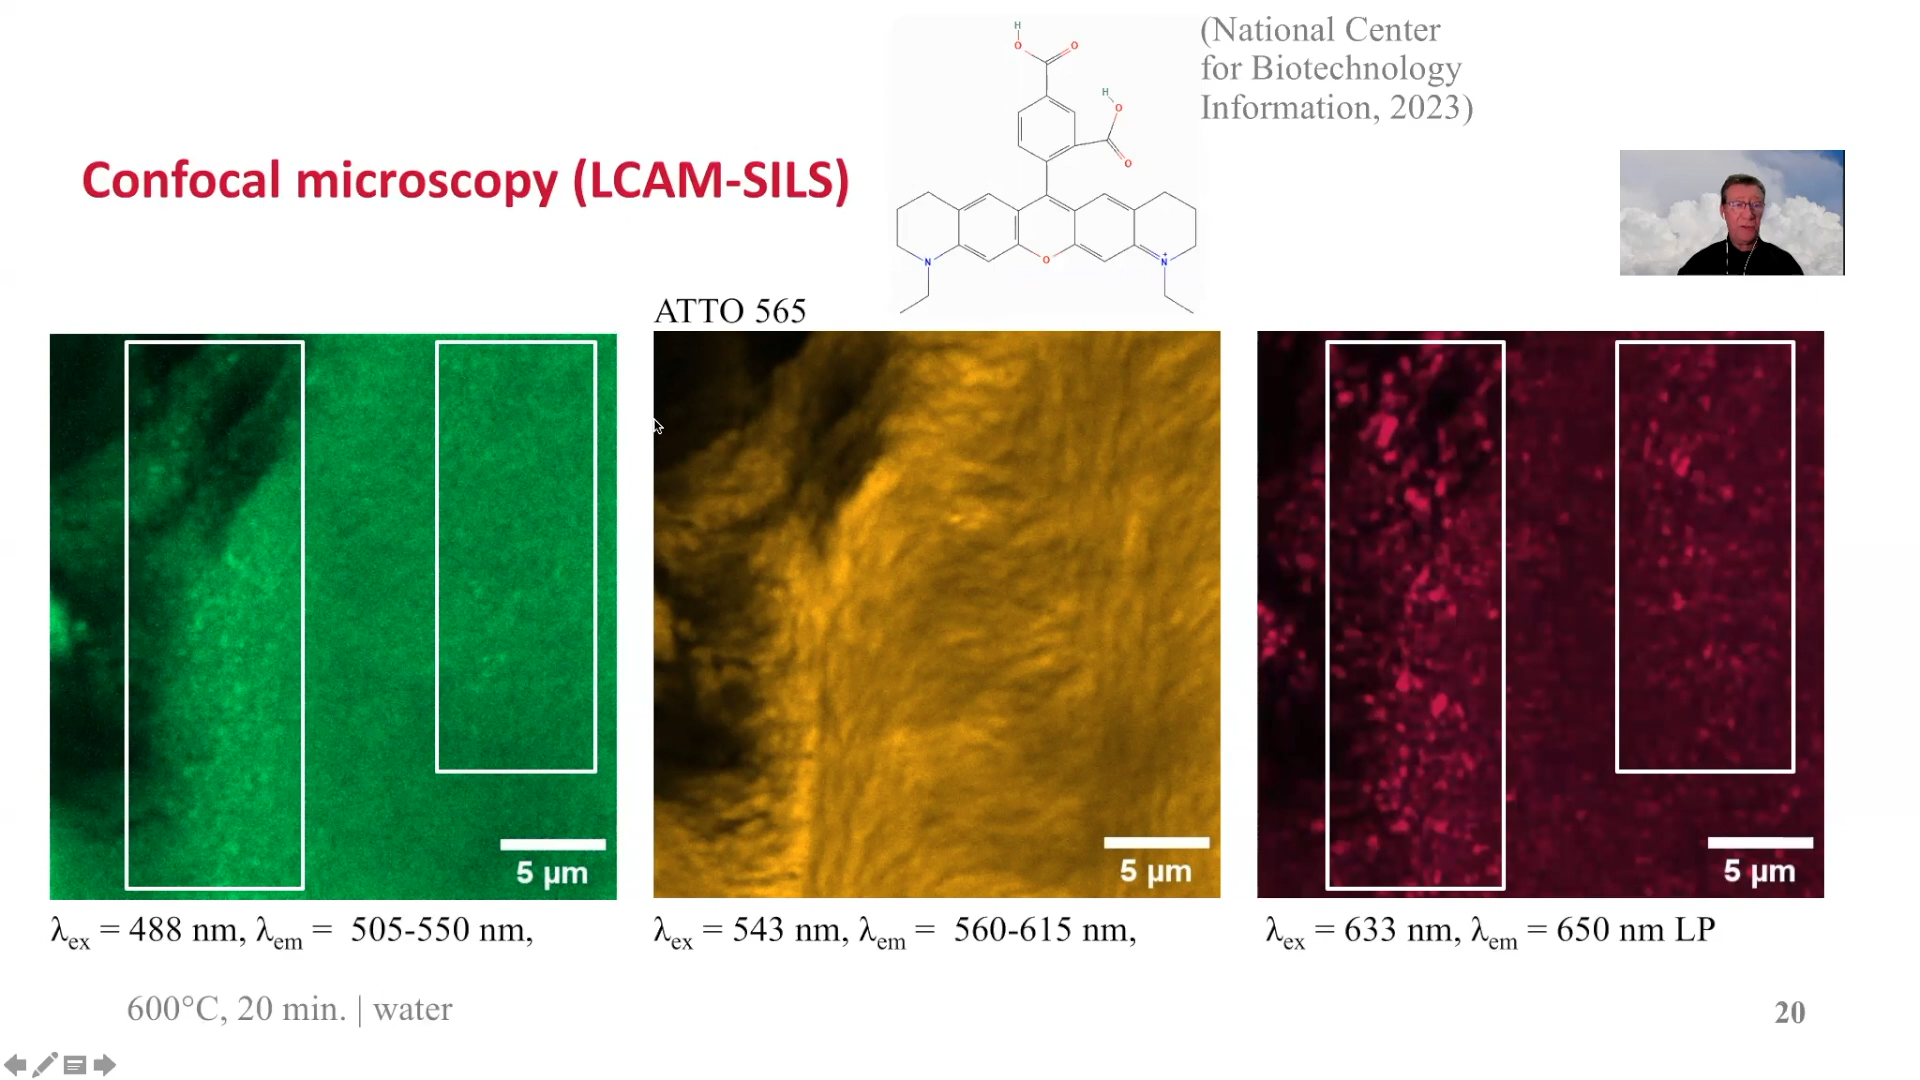 (National Center
for Biotechnology
Information, 2023)
Confocal microscopy (LCAM-SILS)
H
O
O
H
O
O
N
O
N+
ATTO 565
5 µm
5 µm
5 µm
λex = 488 nm, λem = 505-550 nm,
λex = 543 nm, λem = 560-615 nm,
λex = 633 nm, λem = 650 nm LP
600°C, 20 min. | water
20